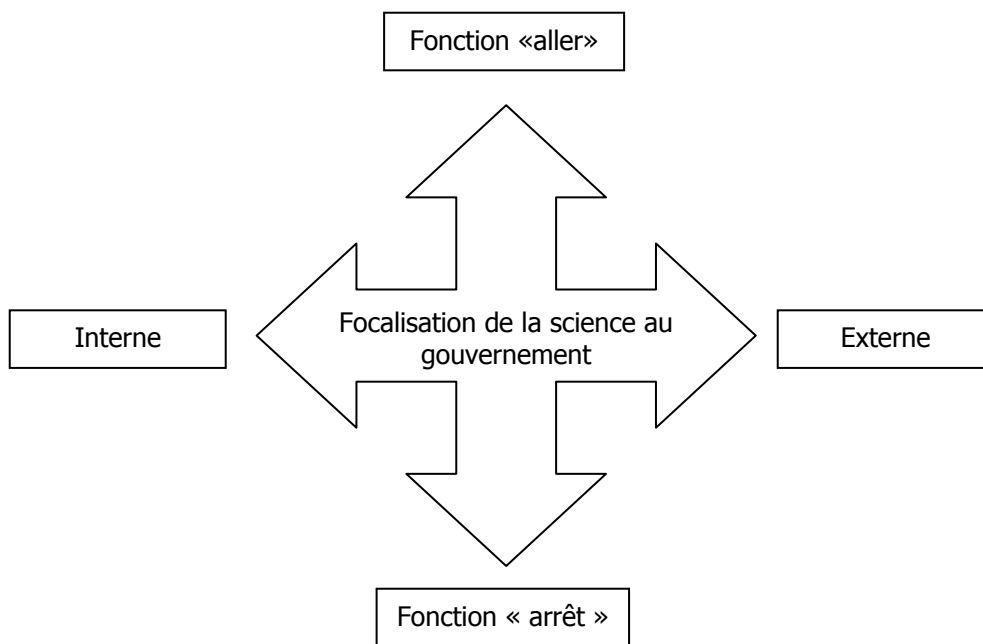 Fonction «aller»
Interne
Focalisation de la science au
gouvernement
Externe
Fonction « arrêt »